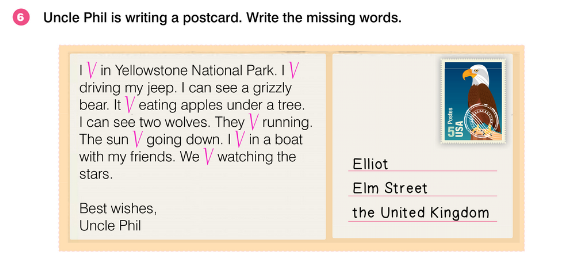 6 Uncle Phil is writing a postcard. Write the missing words.
I V in Yellowstone National Park. I V
driving my jeep. I can see a grizzly
bear. It V eating apples under a tree.
I can see two wolves. They V running.
The sun V going down. I V in a boat
with my friends. We V watching the
stars.
Best wishes,
Uncle Phil
USA
Elliot
Elm Street
the United Kingdom